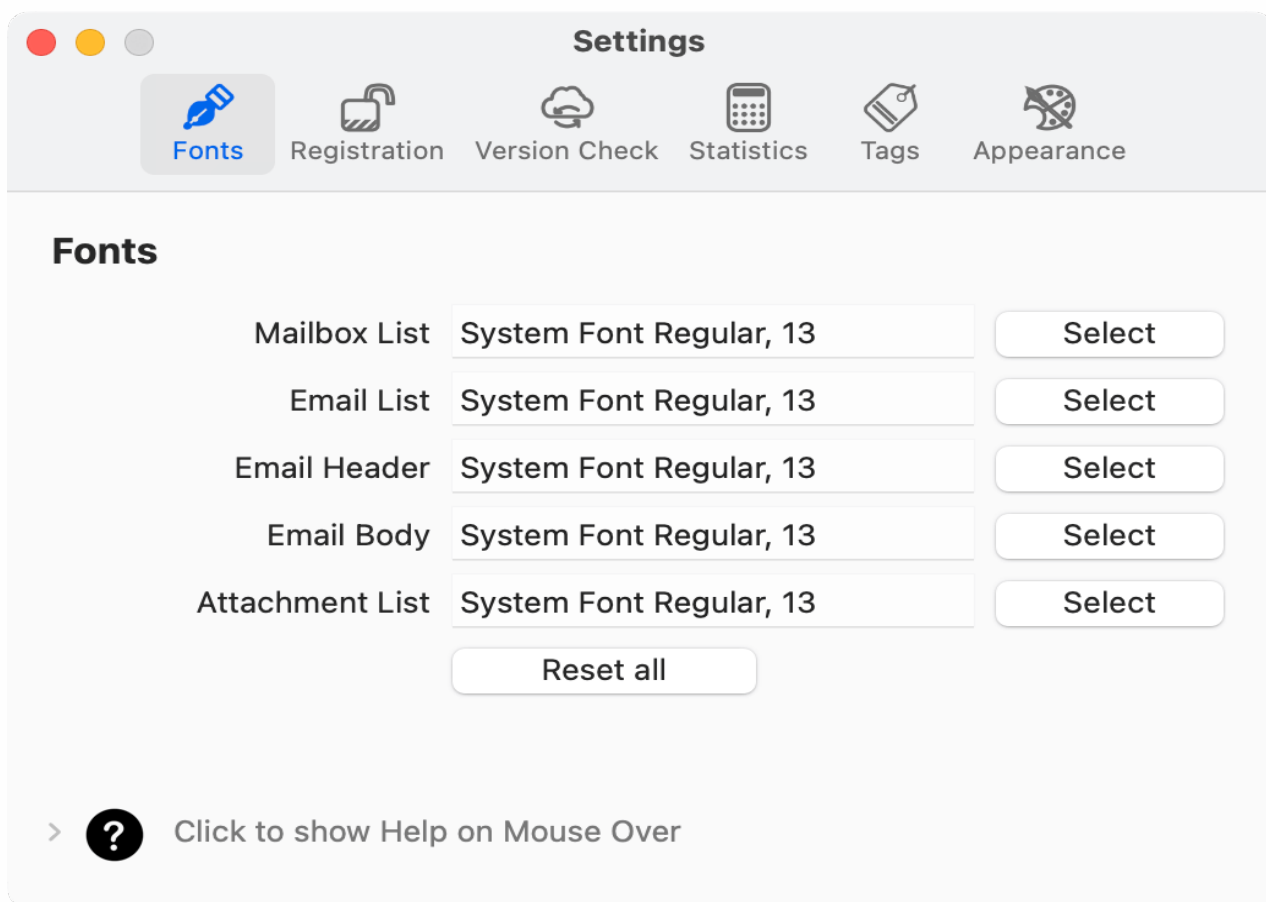 Settings
Fonts Registration Version Check Statistics Tags Appearance
Fonts
Mailbox List System Font Regular, 13 Select
Email List System Font Regular, 13 Select
Email Header System Font Regular, 13 Select
Email Body System Font Regular, 13 Select
Attachment List System Font Regular, 13 Select
Reset all
? Click to show Help on Mouse Over